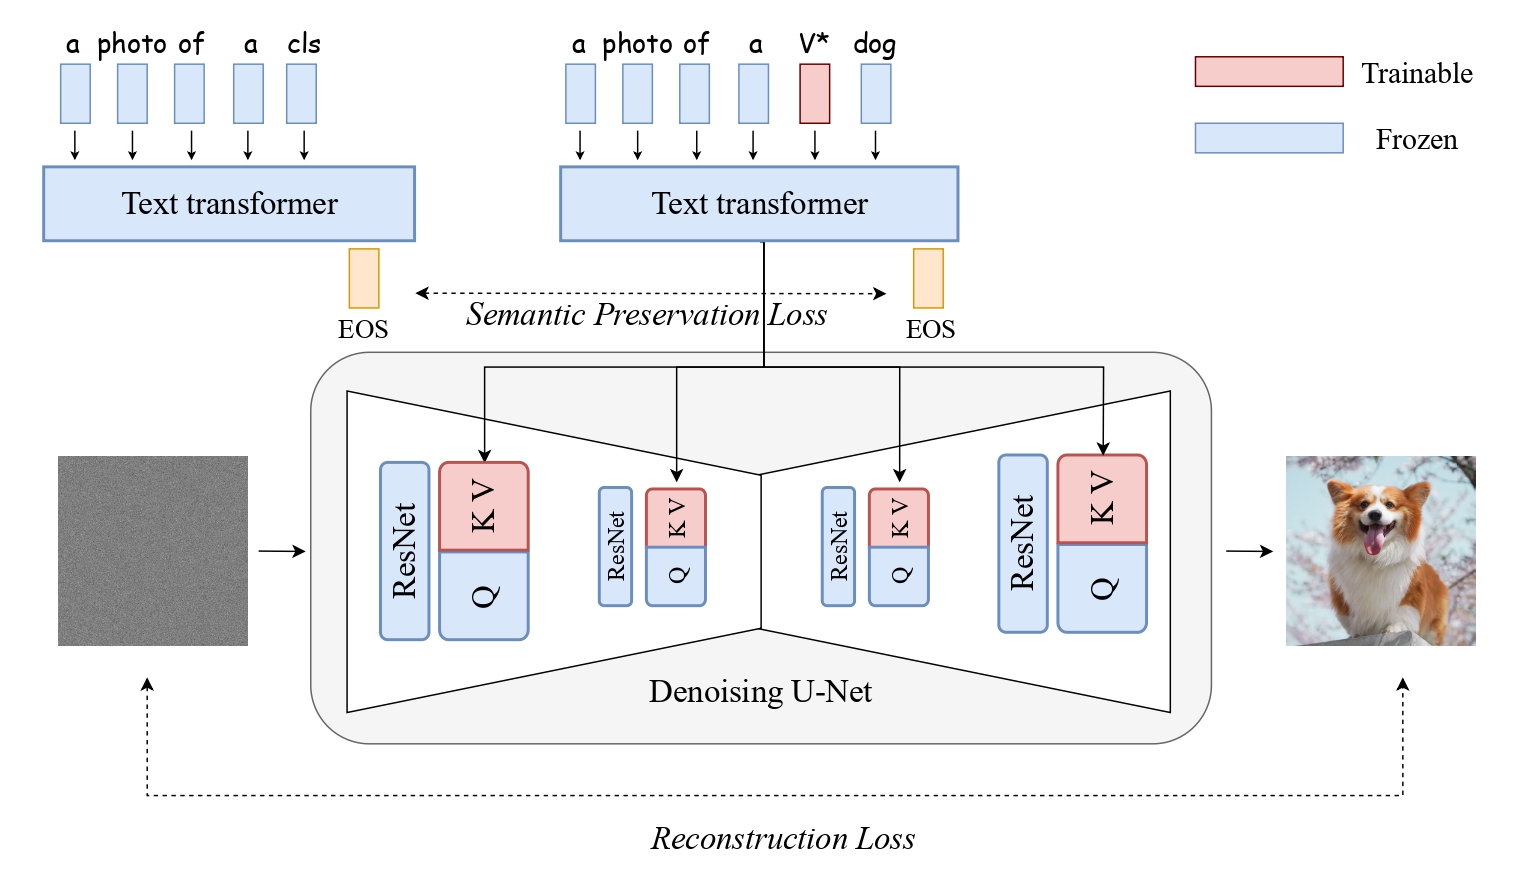 a photo of a cls
a photo of a V* dog
Trainable
Frozen
Text transformer
Text transformer
EOS
Semantic Preservation Loss
EOS
ResNet
K V
Q
ResNet
K V
Q
ResNet
K V
Q
ResNet
K V
Q
Denoising U-Net
Reconstruction Loss